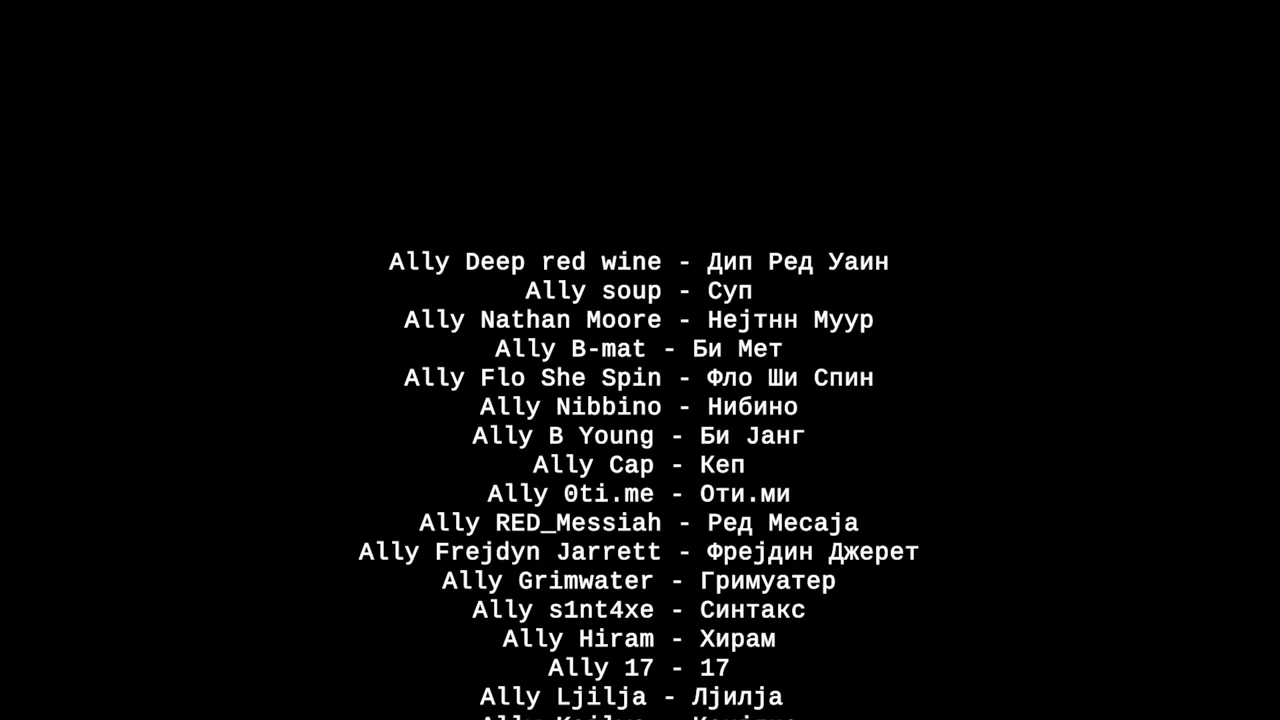 Ally Deep red wine - Дип Ред Уаин
Ally soup - Суп
Ally Nathan Moore - Нејтнн Муур
Ally B-mat - Би Мет
Ally Flo She Spin - Фло Ши Спин
Ally Nibbino - Нибино
Ally B Young - Би Јанг
Ally Cap - Кеп
Ally 0ti.me - Оти.ми
Ally RED_Messiah - Ред Месаја
Ally Frejdyn Jarrett - Фрејдин Джерет
Ally Grimwater - Гримуатер
Ally s1nt4xe - Синтакс
Ally Hiram - Хирам
Ally 17 - 17
Ally Ljilja - Лјилја
Ally